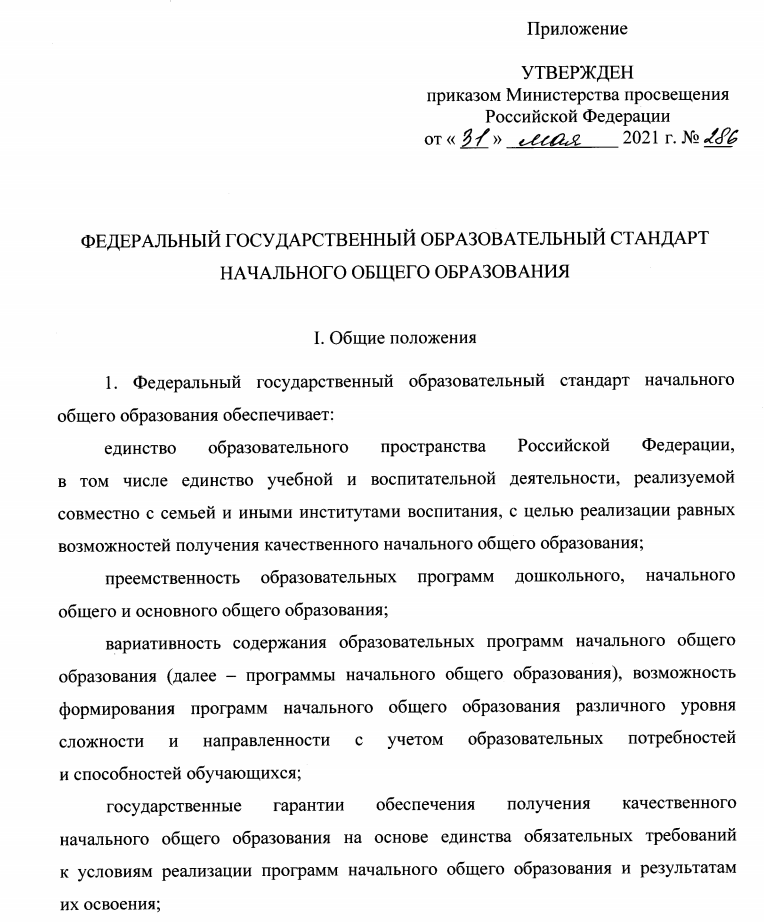 Приложение
УТВЕРЖДЕН
приказом Министерства просвещения
Российской Федерации
от « 31 » мая 2021 г. № 286
ФЕДЕРАЛЬНЫЙ ГОСУДАРСТВЕННЫЙ ОБРАЗОВАТЕЛЬНЫЙ СТАНДАРТ
НАЧАЛЬНОГО ОБЩЕГО ОБРАЗОВАНИЯ
I. Общие положения
1. Федеральный государственный образовательный стандарт начального
общего образования обеспечивает:
единство образовательного пространства Российской Федерации,
в том числе единство учебной и воспитательной деятельности, реализуемой
совместно с семьей и иными институтами воспитания, с целью реализации равных
возможностей получения качественного начального общего образования;
преемственность образовательных программ дошкольного, начального
общего и основного общего образования;
вариативность содержания образовательных программ начального общего
образования (далее – программы начального общего образования), возможность
формирования программ начального общего образования различного уровня
сложности и направленности с учетом образовательных потребностей
и способностей обучающихся;
государственные гарантии обеспечения получения качественного
начального общего образования на основе единства обязательных требований
к условиям реализации программ начального общего образования и результатам
их освоения;